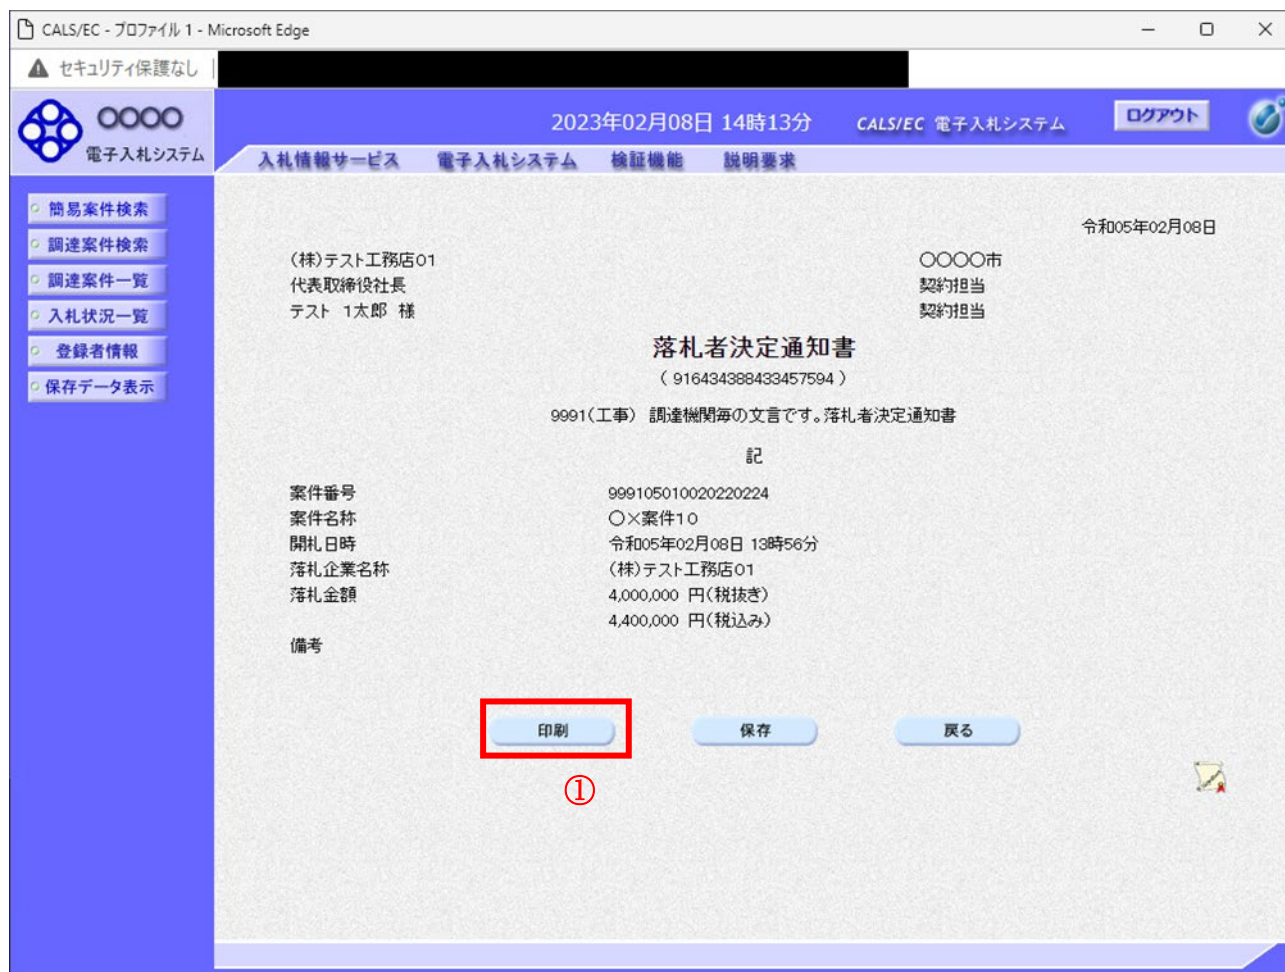 CALS/EC - プロファイル 1 - Microsoft Edge
セキュリティ保護なし
〇〇〇〇
電子入札システム
2023年02月08日 14時13分
CALS/EC 電子入札システム
ログアウト
入札情報サービス 電子入札システム 検証機能 説明要求
簡易案件検索
調達案件検索
調達案件一覧
入札状況一覧
登録者情報
保存データ表示
令和05年02月08日
(株)テスト工務店01
代表取締役社長
テスト 1太郎 様
〇〇〇〇市
契約担当
契約担当
落札者決定通知書
( 916434388433457594 )
9991(工事) 調達機関毎の文言です。落札者決定通知書
記
案件番号 999105010020220224
案件名称 〇×案件10
開札日時 令和05年02月08日 13時56分
落札企業名称 (株)テスト工務店01
落札金額 4,000,000 円(税抜き)
4,400,000 円(税込み)
備考
印刷 保存 戻る
①